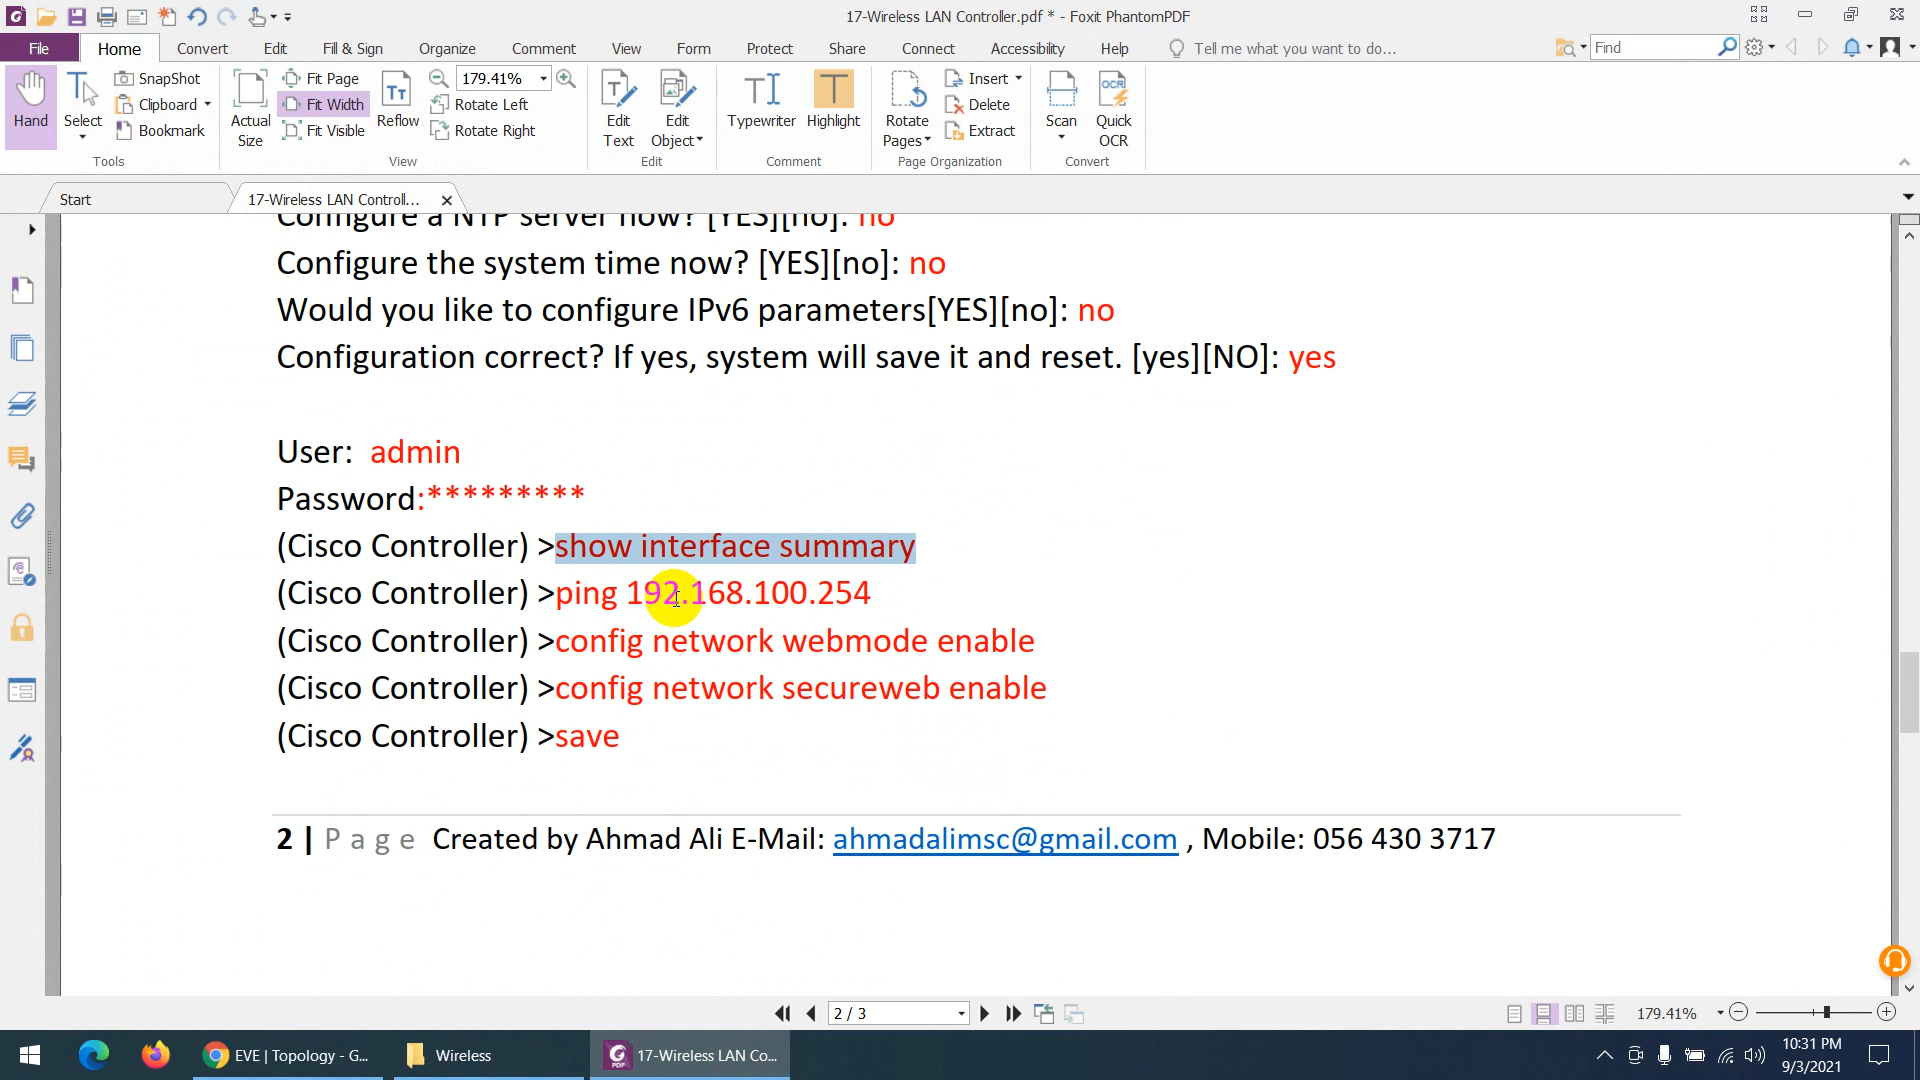 17-Wireless LAN Controller.pdf * - Foxit PhantomPDF
File Home Convert Edit Fill & Sign Organize Comment View Form Protect Share Connect Accessibility Help Tell me what you want to do... Find
Hand
Select
SnapShot
Clipboard
Bookmark
Tools
Actual Size
Fit Page
Fit Width
Fit Visible
Reflow
179.41%
Rotate Left
Rotate Right
View
Edit Text
Edit Object
Edit
Typewriter
Highlight
Comment
Rotate Pages
Insert
Delete
Extract
Page Organization
Scan
Quick OCR
Convert
Start
17-Wireless LAN Controll...
Configure a NTP server now? [YES][no]: no
Configure the system time now? [YES][no]: no
Would you like to configure IPv6 parameters[YES][no]: no
Configuration correct? If yes, system will save it and reset. [yes][NO]: yes
User: admin
Password:*********
(Cisco Controller) >show interface summary
(Cisco Controller) >ping 192.168.100.254
(Cisco Controller) >config network webmode enable
(Cisco Controller) >config network secureweb enable
(Cisco Controller) >save
2 | P a g e Created by Ahmad Ali E-Mail: ahmadalimsc@gmail.com , Mobile: 056 430 3717
2 / 3
179.41%
EVE | Topology - G...
Wireless
17-Wireless LAN Co...
10:31 PM
9/3/2021